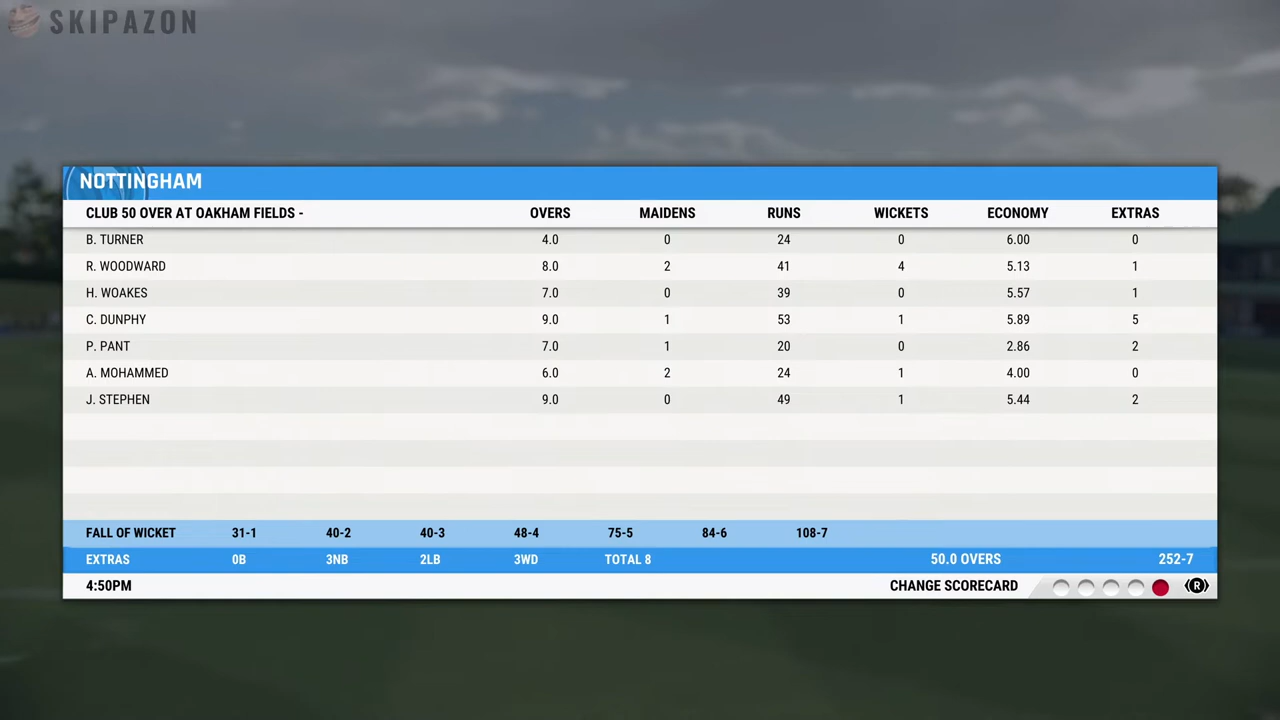 SKIPAZON
NOTTINGHAM
CLUB 50 OVER AT OAKHAM FIELDS - OVERS MAIDENS RUNS WICKETS ECONOMY EXTRAS
B. TURNER 4.0 0 24 0 6.00 0
R. WOODWARD 8.0 2 41 4 5.13 1
H. WOAKES 7.0 0 39 0 5.57 1
C. DUNPHY 9.0 1 53 1 5.89 5
P. PANT 7.0 1 20 0 2.86 2
A. MOHAMMED 6.0 2 24 1 4.00 0
J. STEPHEN 9.0 0 49 1 5.44 2
FALL OF WICKET 31-1 40-2 40-3 48-4 75-5 84-6 108-7
EXTRAS 0B 3NB 2LB 3WD TOTAL 8 50.0 OVERS 252-7
4:50PM CHANGE SCORECARD R